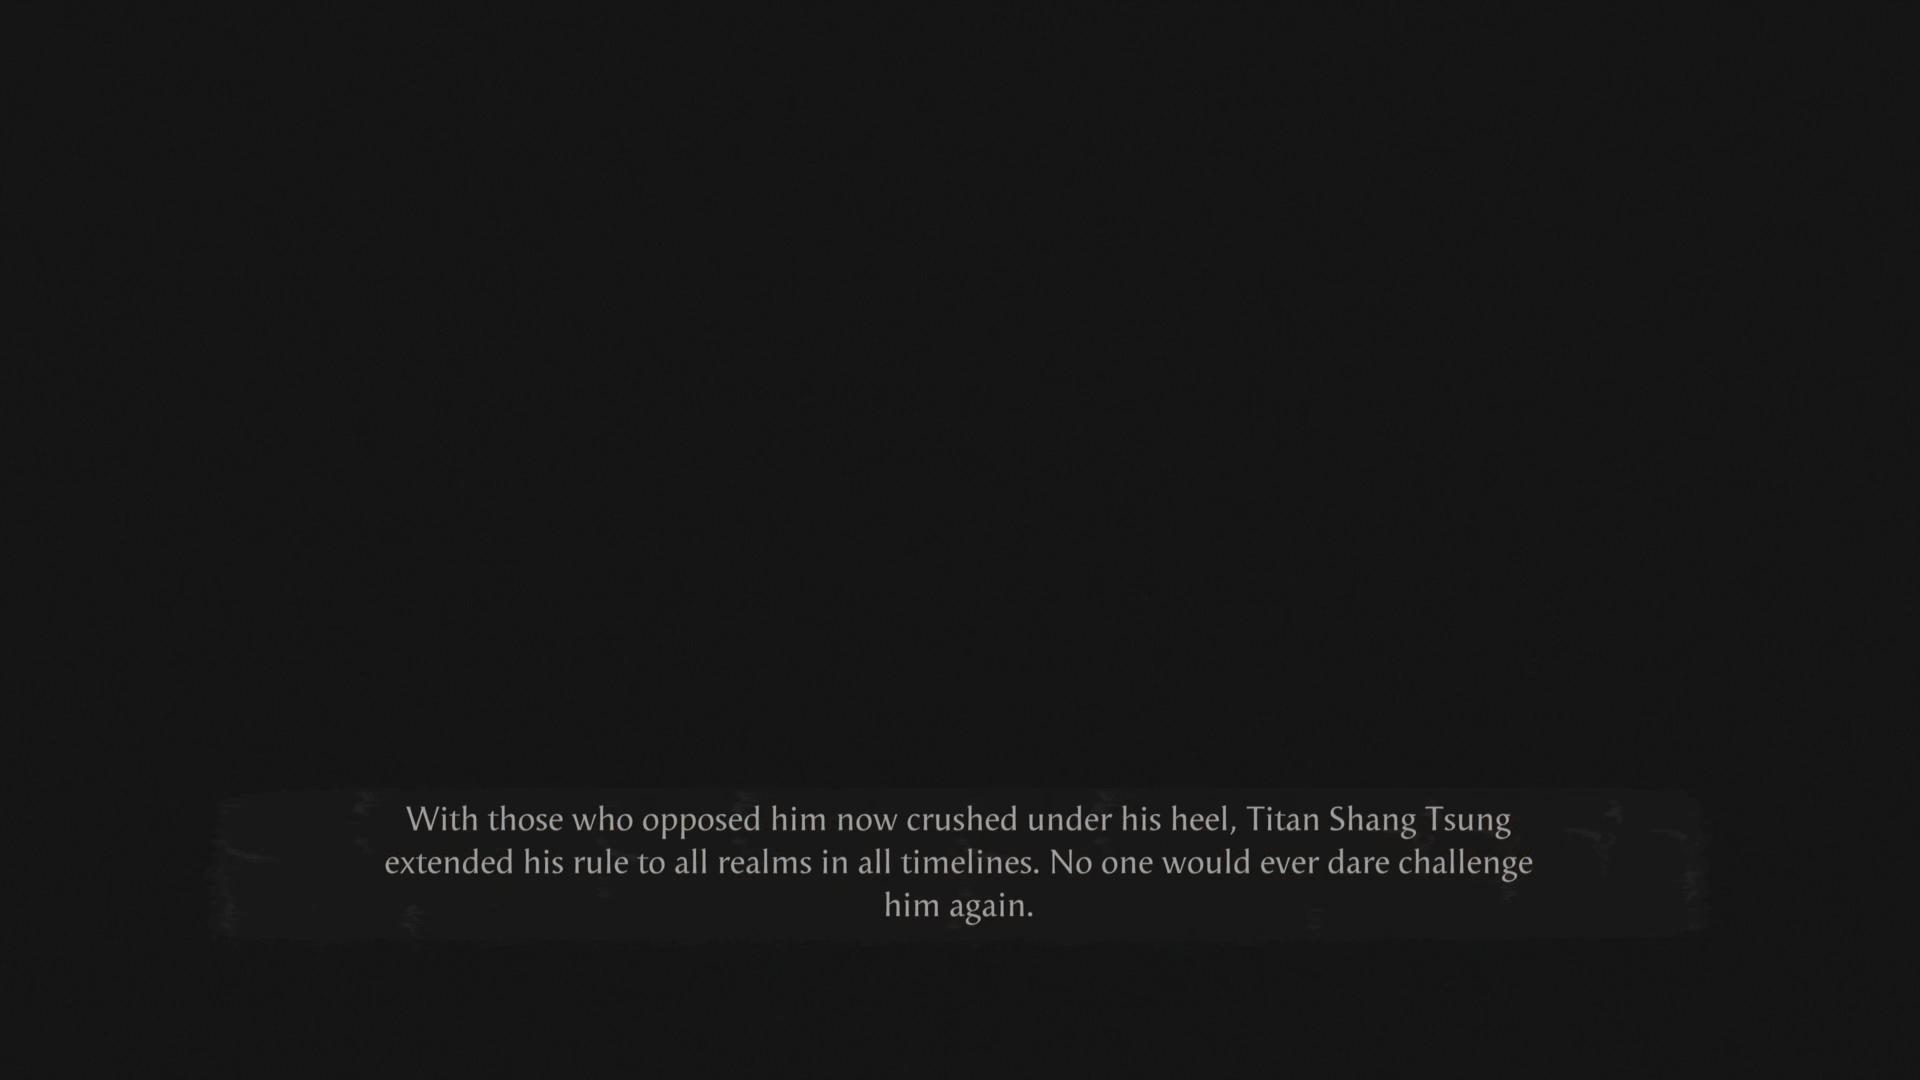 With those who opposed him now crushed under his heel, Titan Shang Tsung
extended his rule to all realms in all timelines. No one would ever dare challenge
him again.